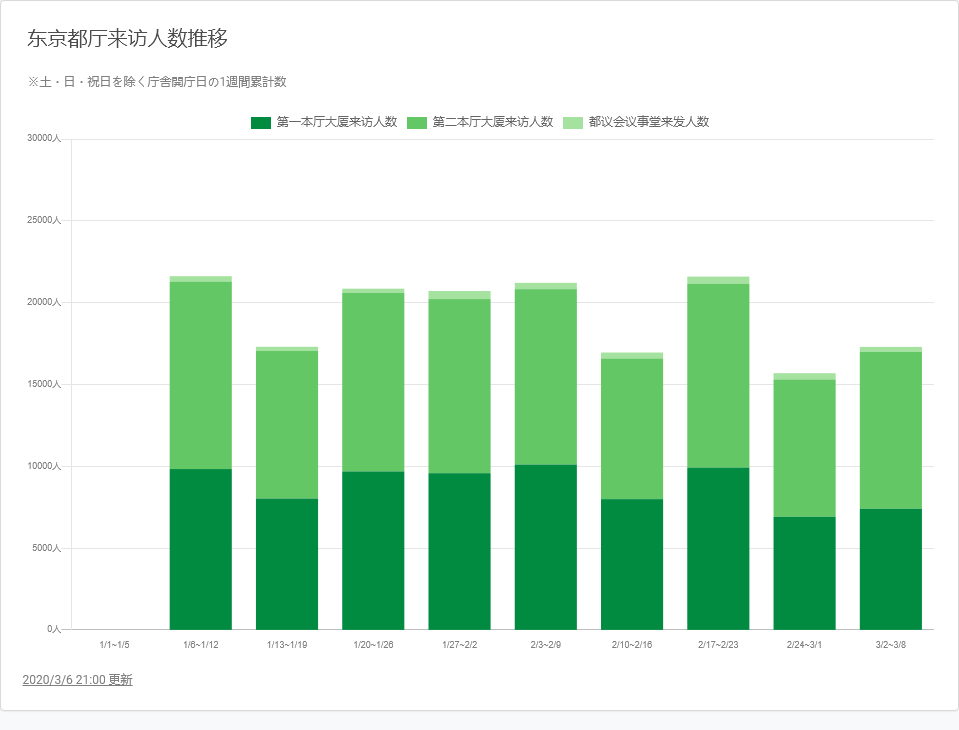 东京都厅来访人数推移
※土・日・祝日を除く庁舎開庁日の1週間累計数
第一本厅大厦来访人数 第二本厅大厦来访人数 都议会议事堂来发人数
30000人
25000人
20000人
15000人
10000人
5000人
0人
1/1~1/5 1/6~1/12 1/13~1/19 1/20~1/26 1/27~2/2 2/3~2/9 2/10~2/16 2/17~2/23 2/24~3/1 3/2~3/8
2020/3/6 21:00 更新